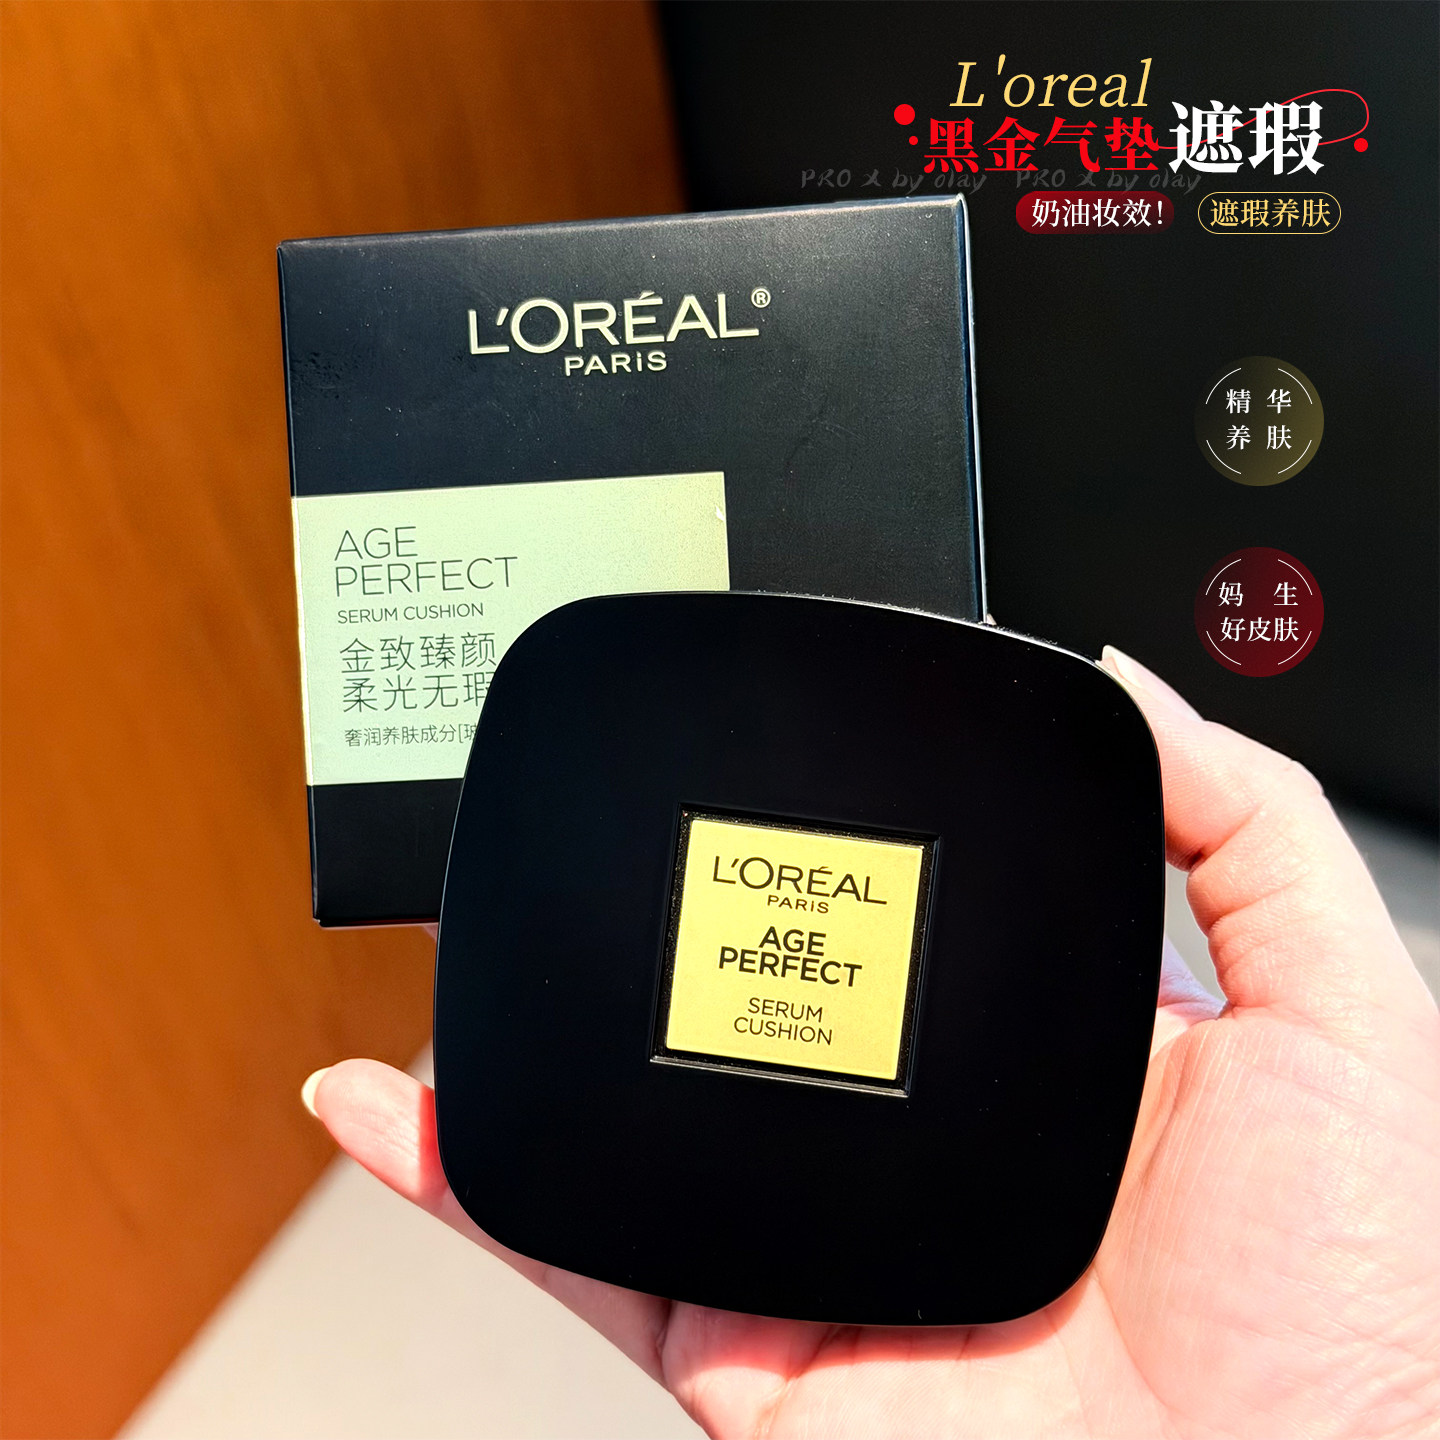 L'oreal
黑金气垫遮瑕
PRO X by olay PRO X by olay
奶油妆效!
遮瑕养肤
精华
养肤
妈生
好皮肤
L'ORÉAL®
PARIS
AGE
PERFECT
SERUM CUSHION
金致臻颜
柔光无瑕
奢润养肤成分[玻
L'ORÉAL
PARIS
AGE
PERFECT
SERUM
CUSHION